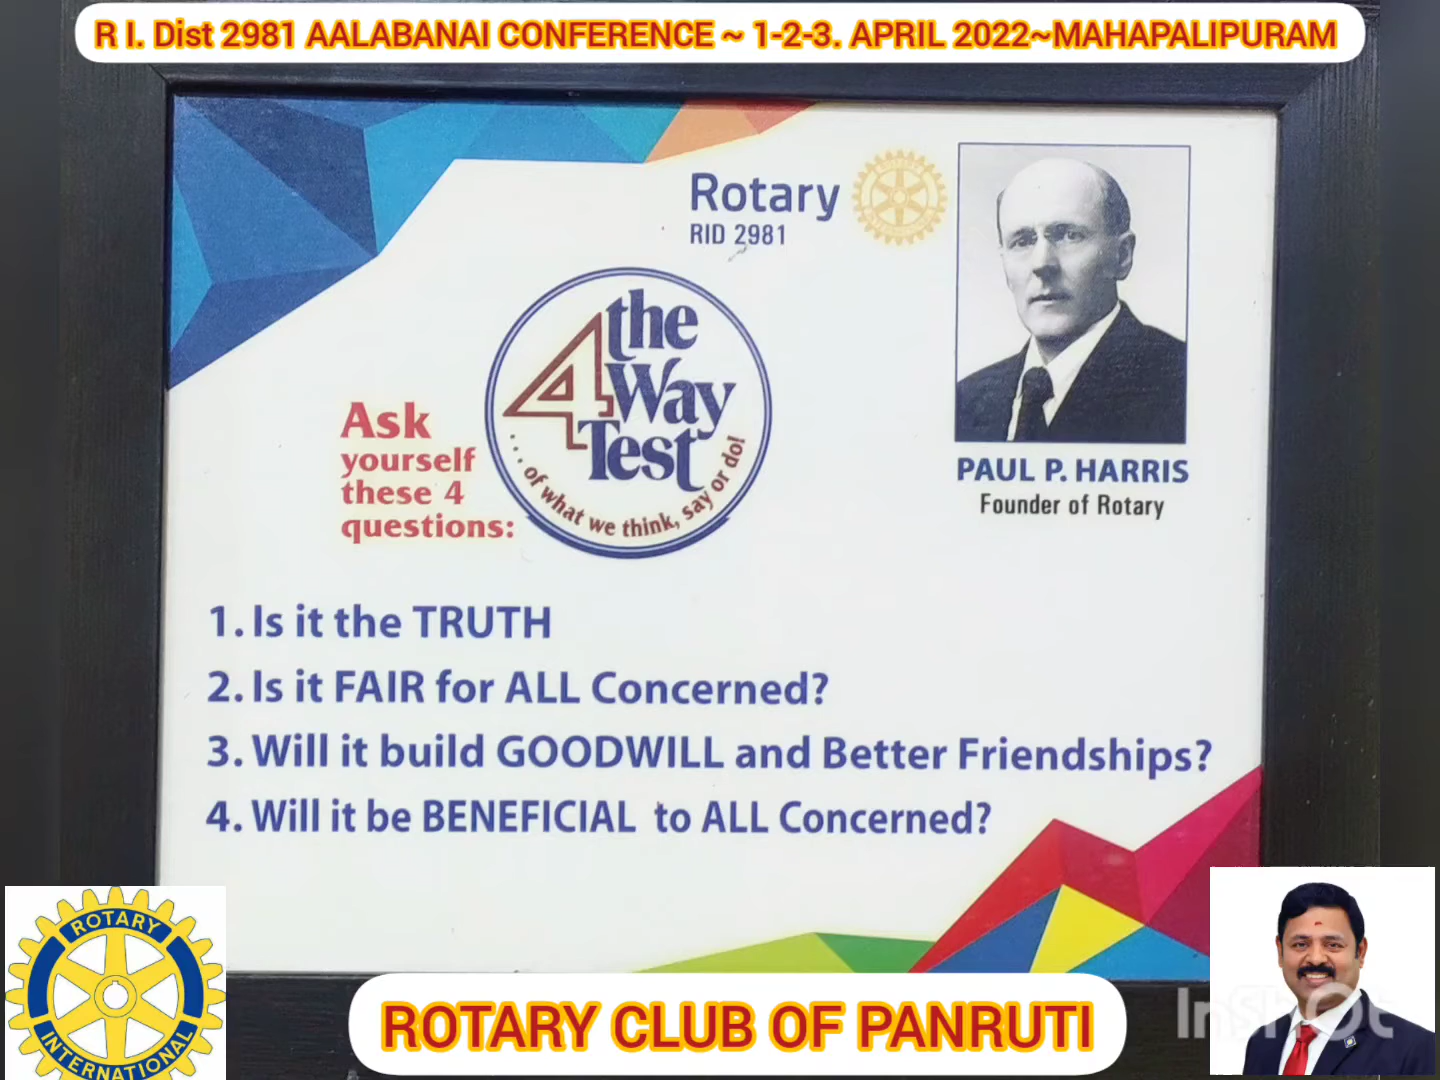 R I. Dist 2981 AALABANAI CONFERENCE ~ 1-2-3. APRIL 2022~MAHAPALIPURAM
Rotary
RID 2981
the
4 Way
Test
. . . of what we think, say or do!
Ask
yourself
these 4
questions:
PAUL P. HARRIS
Founder of Rotary
1. Is it the TRUTH
2. Is it FAIR for ALL Concerned?
3. Will it build GOODWILL and Better Friendships?
4. Will it be BENEFICIAL to ALL Concerned?
ROTARY
INTERNATIONAL
ROTARY CLUB OF PANRUTI
InShOt